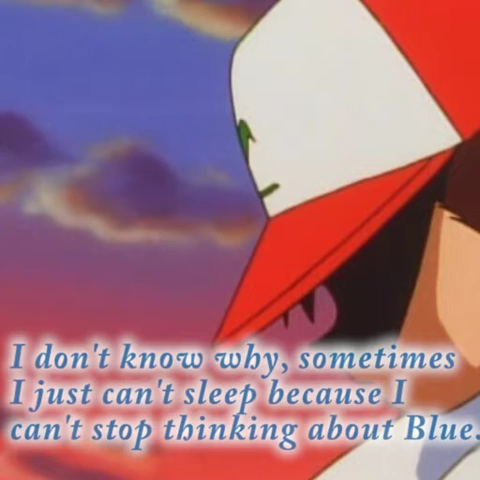 I don't know why, sometimes
I just can't sleep because I
can't stop thinking about Blue.